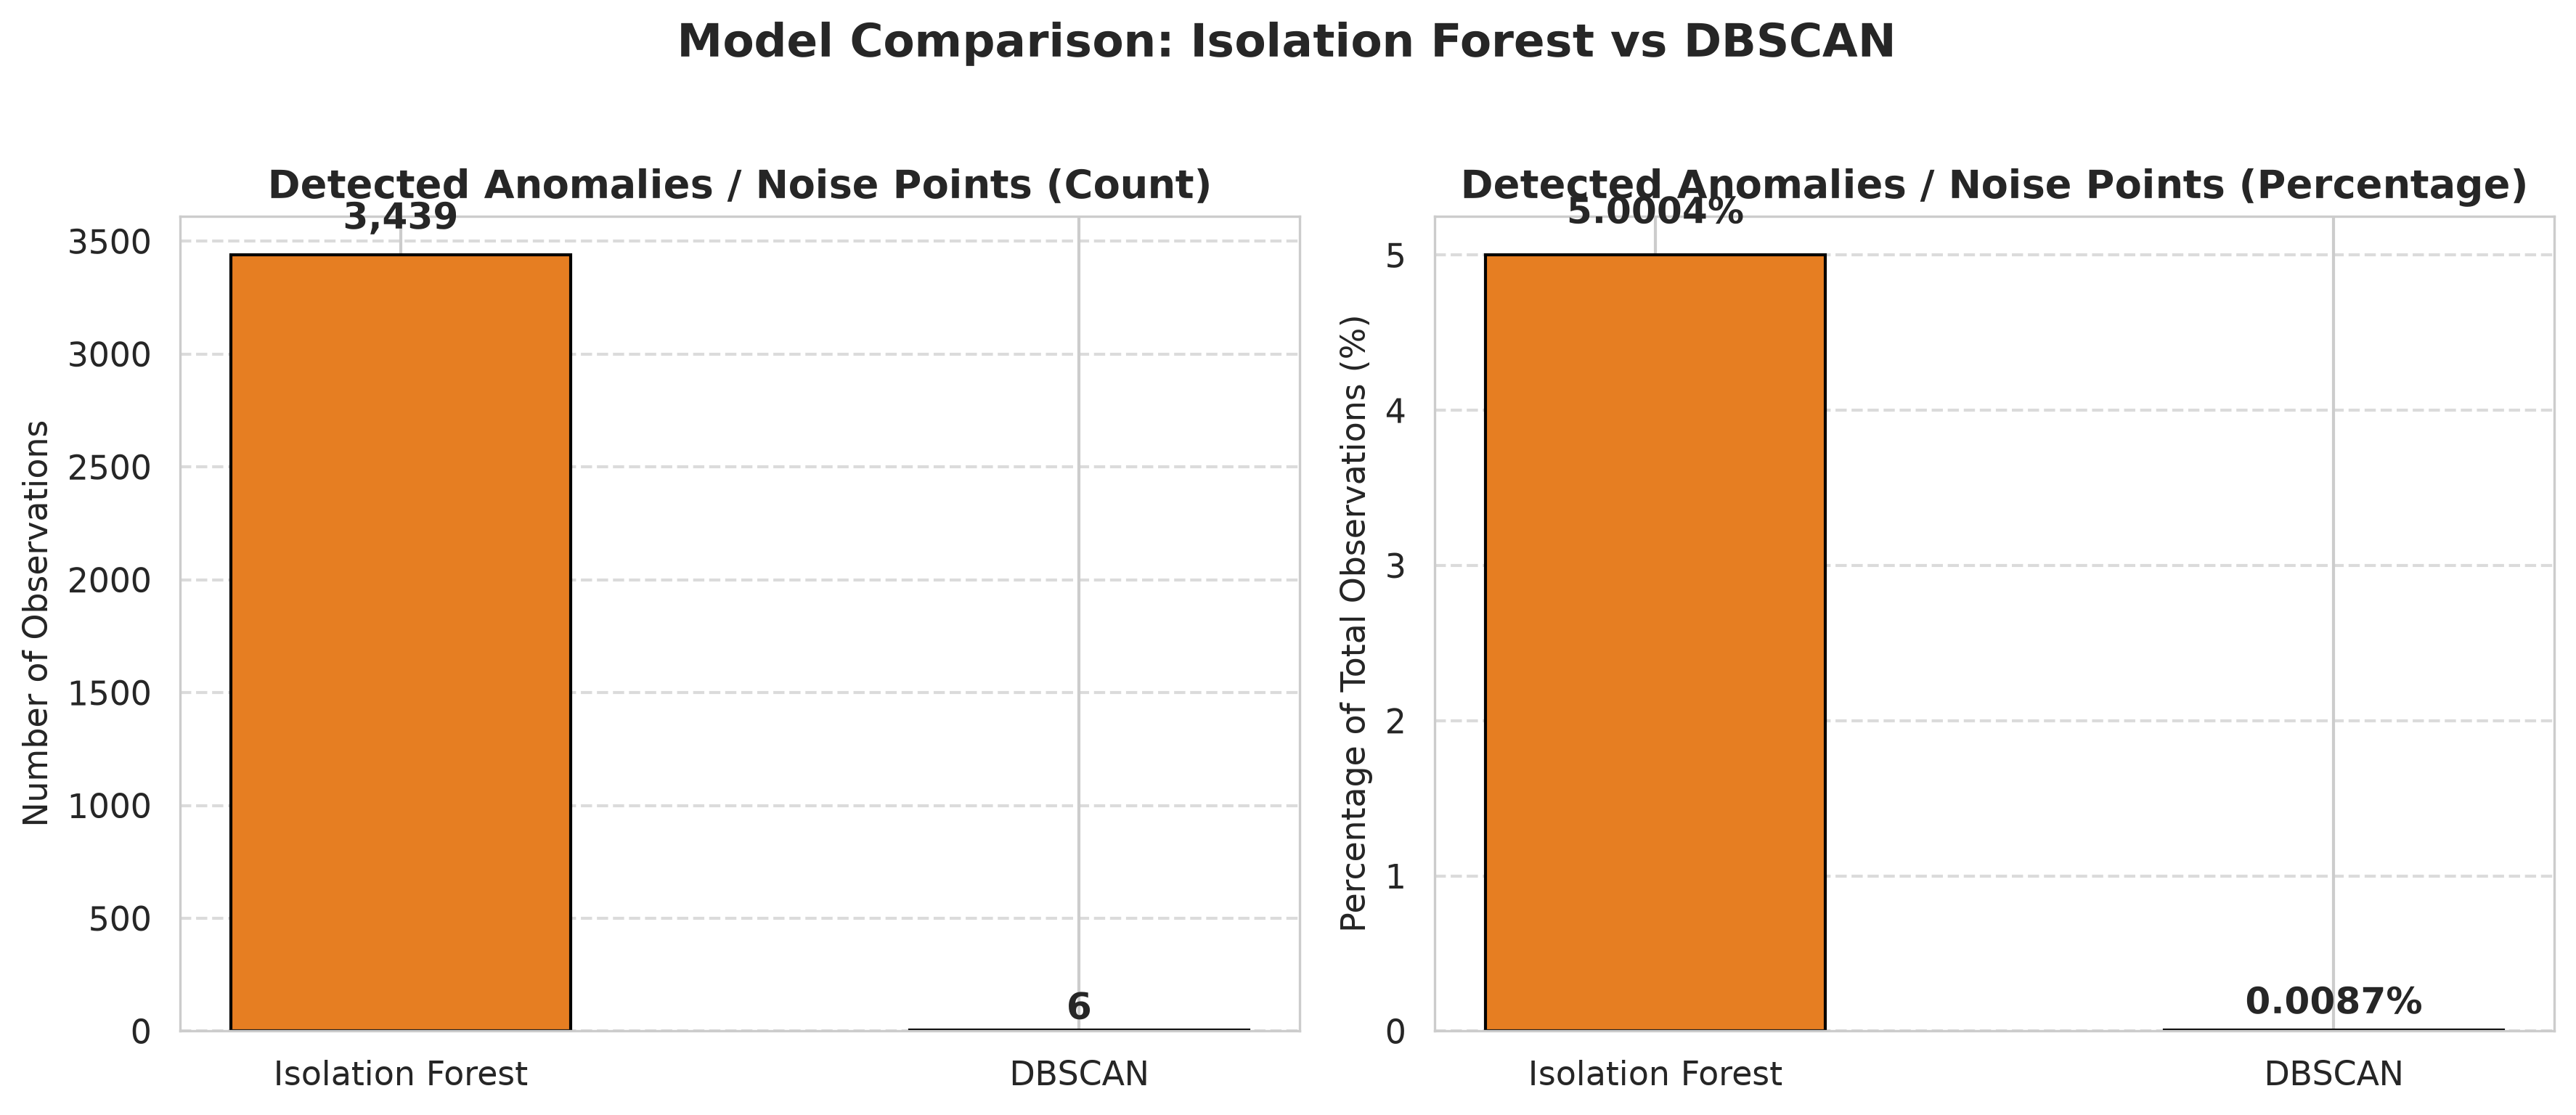 Model Comparison: Isolation Forest vs DBSCAN
Detected Anomalies / Noise Points (Count)
3,439
3500
3000
2500
2000
1500
1000
500
0
Number of Observations
6
Isolation Forest
DBSCAN
Detected Anomalies / Noise Points (Percentage)
5.0004%
5
4
3
2
1
0
Percentage of Total Observations (%)
0.0087%
Isolation Forest
DBSCAN